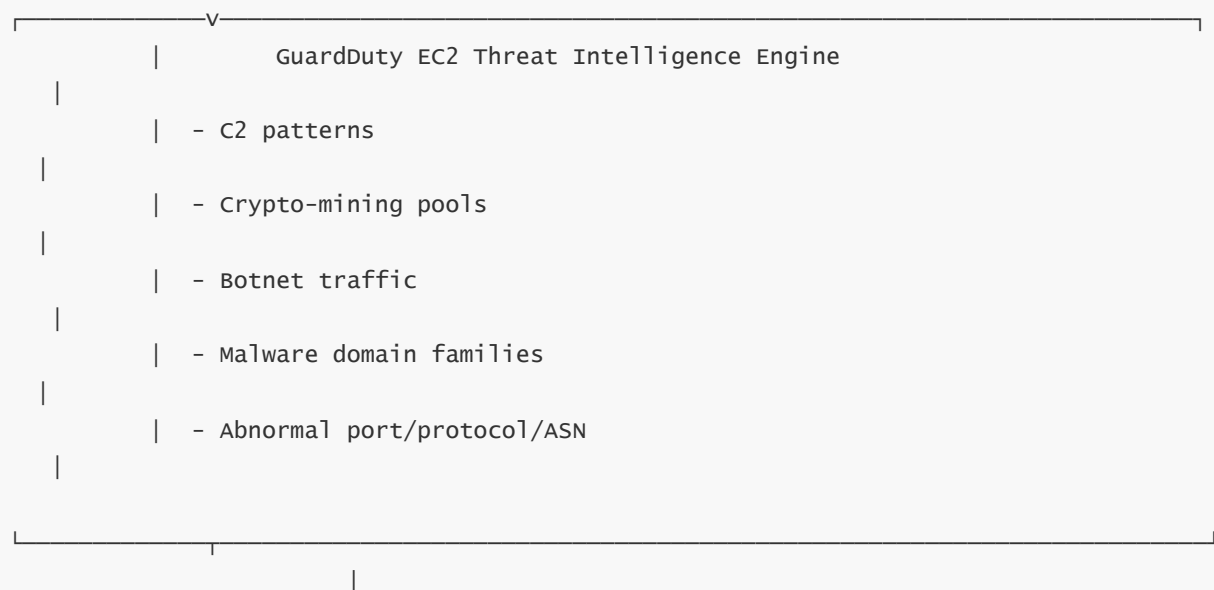 ┌─────────────v─────────────────────────────────────────────────────────────────┐
|        GuardDuty EC2 Threat Intelligence Engine
|
|  - C2 patterns
|
|  - Crypto-mining pools
|
|  - Botnet traffic
|
|  - Malware domain families
|
|  - Abnormal port/protocol/ASN
|
└─────────────┬─────────────────────────────────────────────────────────────────┘
|